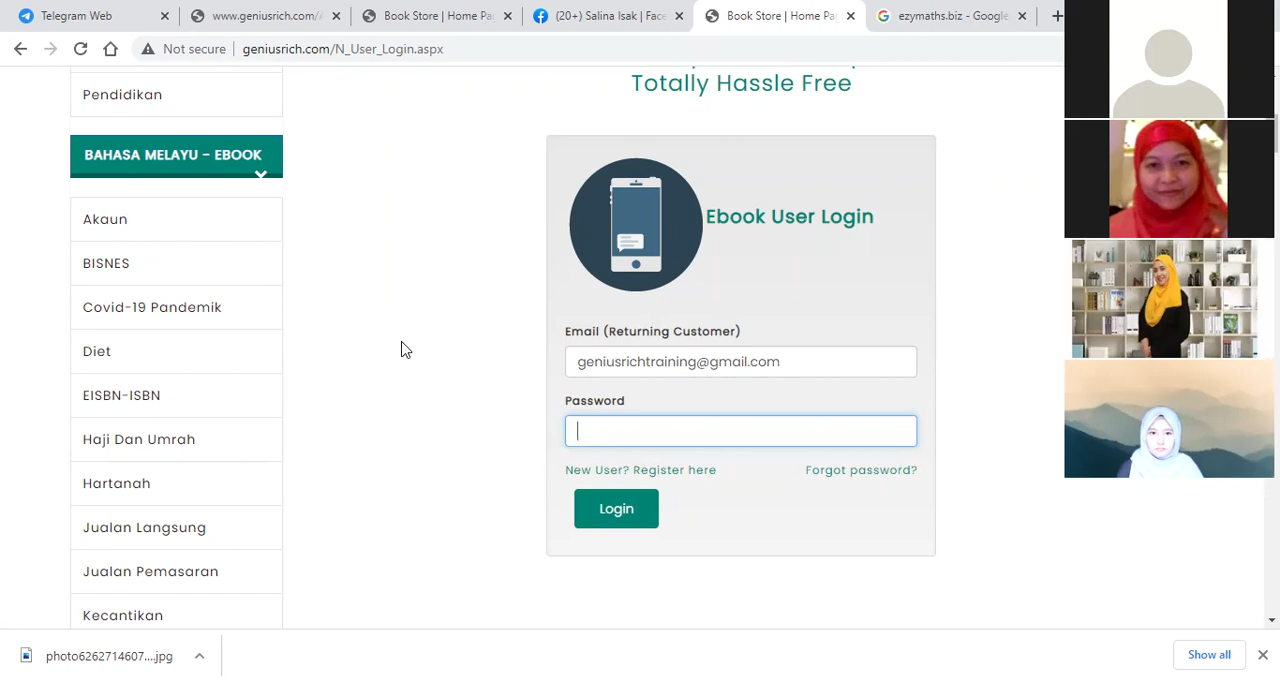 Telegram Web
www.geniusrich.com/
Book Store | Home Pa
(20+) Salina Isak | Face
Book Store | Home Pa
ezymaths.biz - Google
Not secure
geniusrich.com/N_User_Login.aspx
Totally Hassle Free
Pendidikan
BAHASA MELAYU - EBOOK
Akaun
BISNES
Covid-19 Pandemik
Diet
EISBN-ISBN
Haji Dan Umrah
Hartanah
Jualan Langsung
Jualan Pemasaran
Kecantikan
Ebook User Login
Email (Returning Customer)
geniusrichtraining@gmail.com
Password
New User? Register here
Forgot password?
Login
photo6262714607....jpg
Show all